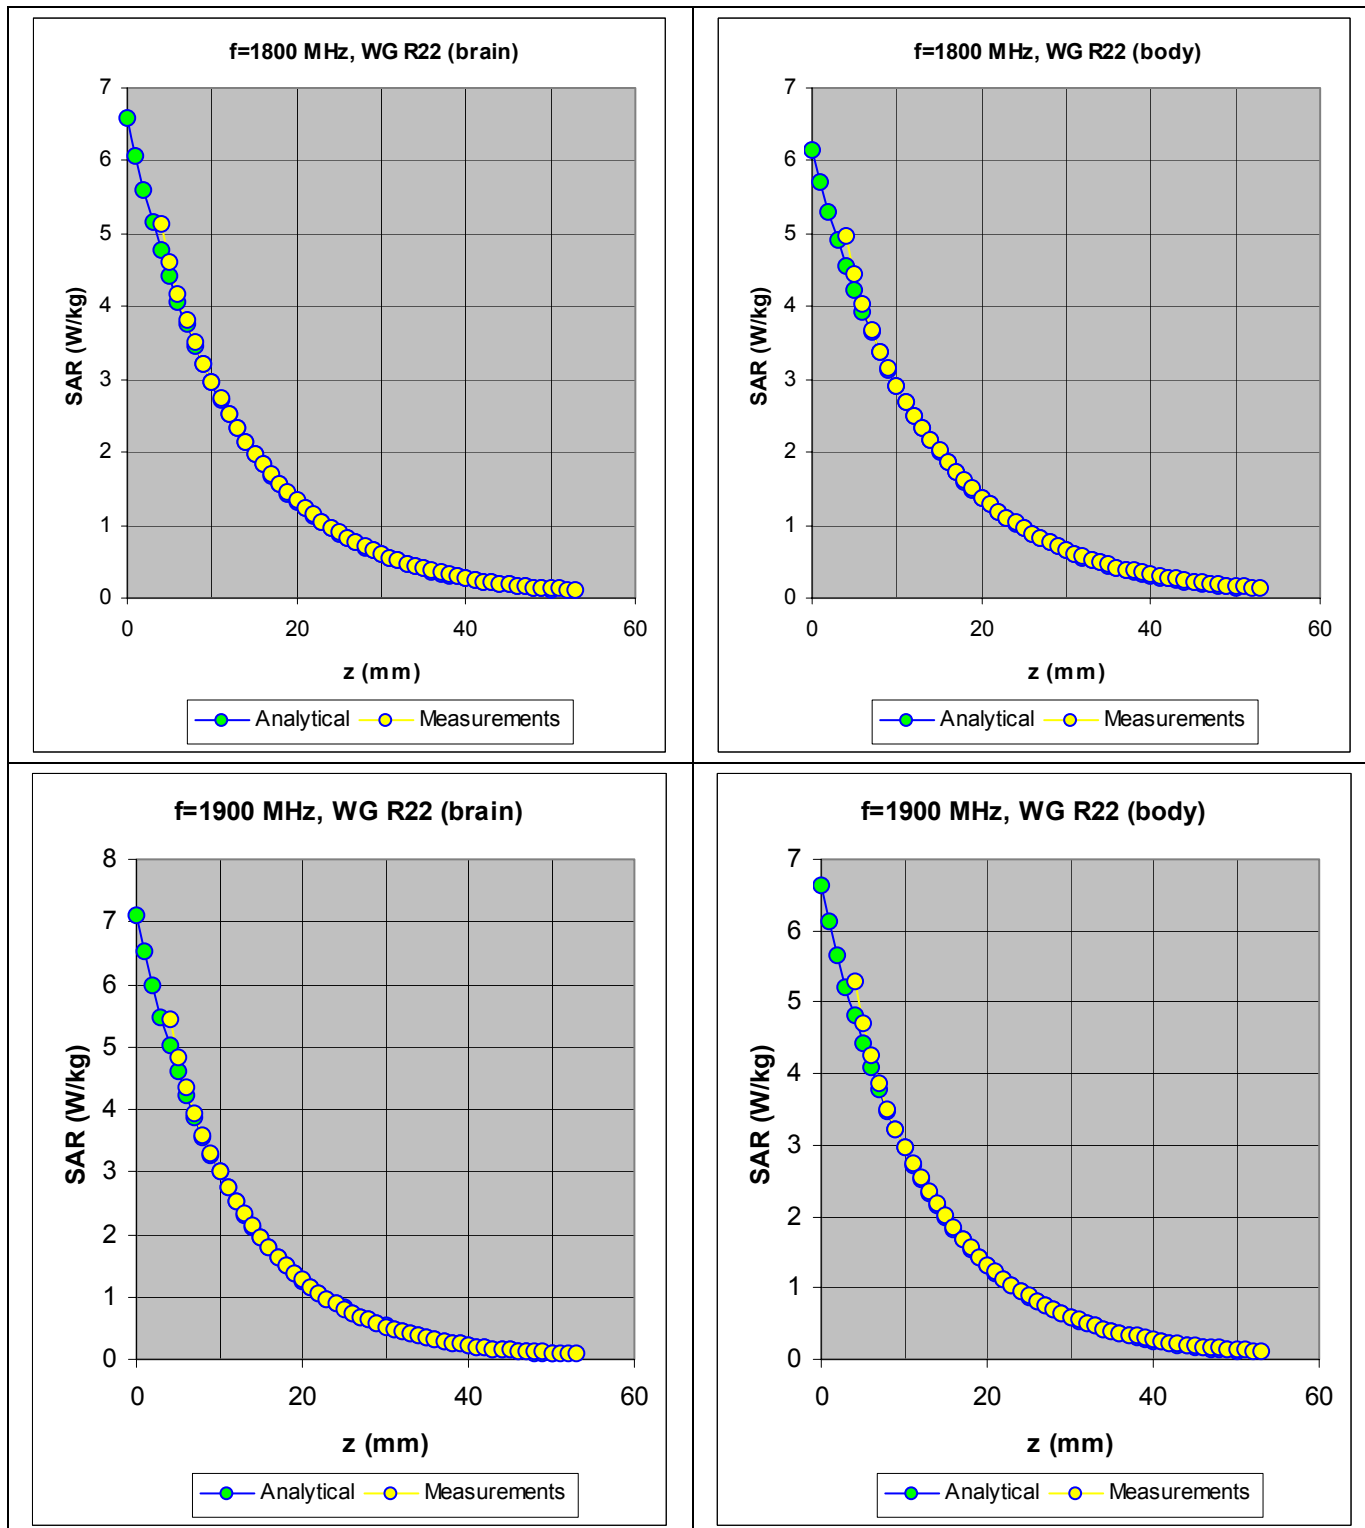 f=1800 MHz, WG R22 (brain)
7
6
5
4
3
2
1
0
SAR (W/kg)
0 20 40 60
z (mm)
Analytical Measurements
f=1800 MHz, WG R22 (body)
7
6
5
4
3
2
1
0
SAR (W/kg)
0 20 40 60
z (mm)
Analytical Measurements
f=1900 MHz, WG R22 (brain)
8
7
6
5
4
3
2
1
0
SAR (W/kg)
0 20 40 60
z (mm)
Analytical Measurements
f=1900 MHz, WG R22 (body)
7
6
5
4
3
2
1
0
SAR (W/kg)
0 20 40 60
z (mm)
Analytical Measurements